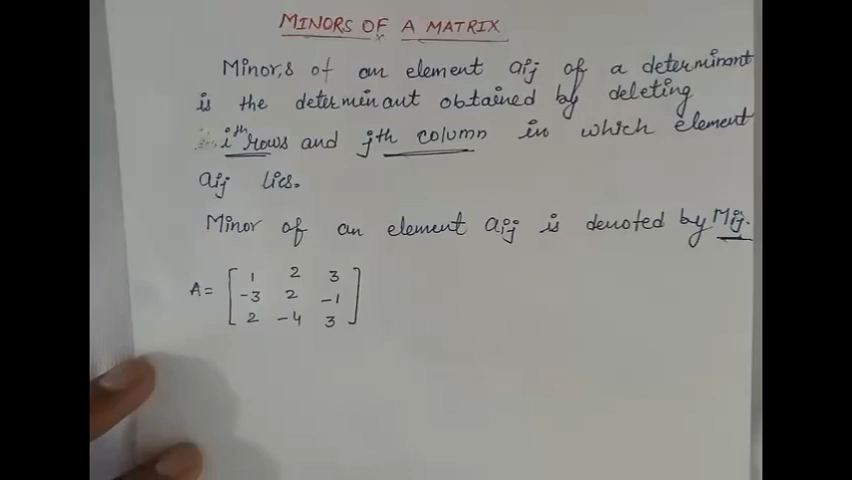 MINORS OF A MATRIX
Minor,s of an element aij of a determinant
is the determinant obtained by deleting
ith rows and jth column in which element
aij lies.
Minor of an element aij is denoted by Mij.
A= [ 1 2 3
-3 2 -1
2 -4 3 ]